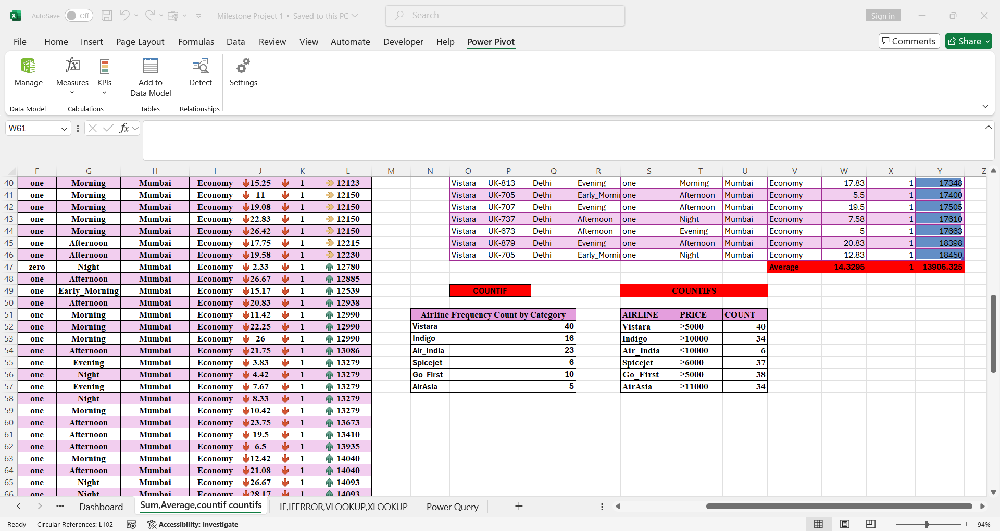 AutoSave Off Milestone Project 1 • Saved to this PC Search Sign in
File Home Insert Page Layout Formulas Data Review View Automate Developer Help Power Pivot Comments Share
Manage Measures KPIs Add to Data Model Detect Settings
Data Model Calculations Tables Relationships
W61 fx
F G H I J K L M N O P Q R S T U V W X Y Z
40 one Morning Mumbai Economy 15.25 1 12123 Vistara UK-813 Delhi Evening one Morning Mumbai Economy 17.83 1 17348
41 one Morning Mumbai Economy 11 1 12150 Vistara UK-705 Delhi Early_Mornin one Afternoon Mumbai Economy 5.5 1 17400
42 one Morning Mumbai Economy 19.08 1 12150 Vistara UK-707 Delhi Evening one Afternoon Mumbai Economy 19.5 1 17505
43 one Morning Mumbai Economy 22.83 1 12150 Vistara UK-737 Delhi Afternoon one Night Mumbai Economy 7.58 1 17610
44 one Morning Mumbai Economy 26.42 1 12150 Vistara UK-673 Delhi Afternoon one Evening Mumbai Economy 5 1 17663
45 one Afternoon Mumbai Economy 17.75 1 12215 Vistara UK-879 Delhi Evening one Afternoon Mumbai Economy 20.83 1 18398
46 one Afternoon Mumbai Economy 19.58 1 12230 Vistara UK-705 Delhi Early_Mornin one Night Mumbai Economy 12.83 1 18450
47 zero Night Mumbai Economy 2.33 1 12780 Average 14.3295 1 13906.325
48 one Afternoon Mumbai Economy 26.67 1 12885
49 one Early_Morning Mumbai Economy 15.17 1 12539 COUNTIF COUNTIFS
50 one Afternoon Mumbai Economy 20.83 1 12938
51 one Morning Mumbai Economy 11.42 1 12990 Airline Frequency Count by Category AIRLINE PRICE COUNT
52 one Morning Mumbai Economy 22.25 1 12990 Vistara 40 Vistara >5000 40
53 one Morning Mumbai Economy 26 1 12990 Indigo 16 Indigo >10000 34
54 one Afternoon Mumbai Economy 21.75 1 13086 Air_India 23 Air_India <10000 6
55 one Evening Mumbai Economy 3.83 1 13279 Spicejet 6 Spicejet >6000 37
56 one Night Mumbai Economy 4.42 1 13279 Go_First 10 Go_First >5000 38
57 one Evening Mumbai Economy 7.67 1 13279 AirAsia 5 AirAsia >11000 34
58 one Night Mumbai Economy 8.33 1 13279
59 one Morning Mumbai Economy 10.42 1 13279
60 one Afternoon Mumbai Economy 23.75 1 13673
61 one Afternoon Mumbai Economy 19.5 1 13410
62 one Afternoon Mumbai Economy 6.5 1 13935
63 one Morning Mumbai Economy 12.42 1 14040
64 one Afternoon Mumbai Economy 21.08 1 14040
65 one Night Mumbai Economy 26.67 1 14093
66 one Night Mumbai Economy 28.17 1 14093
Dashboard Sum,Average,countif countifs IF,IFERROR,VLOOKUP,XLOOKUP Power Query
Ready Circular References: L102 Accessibility: Investigate 94%